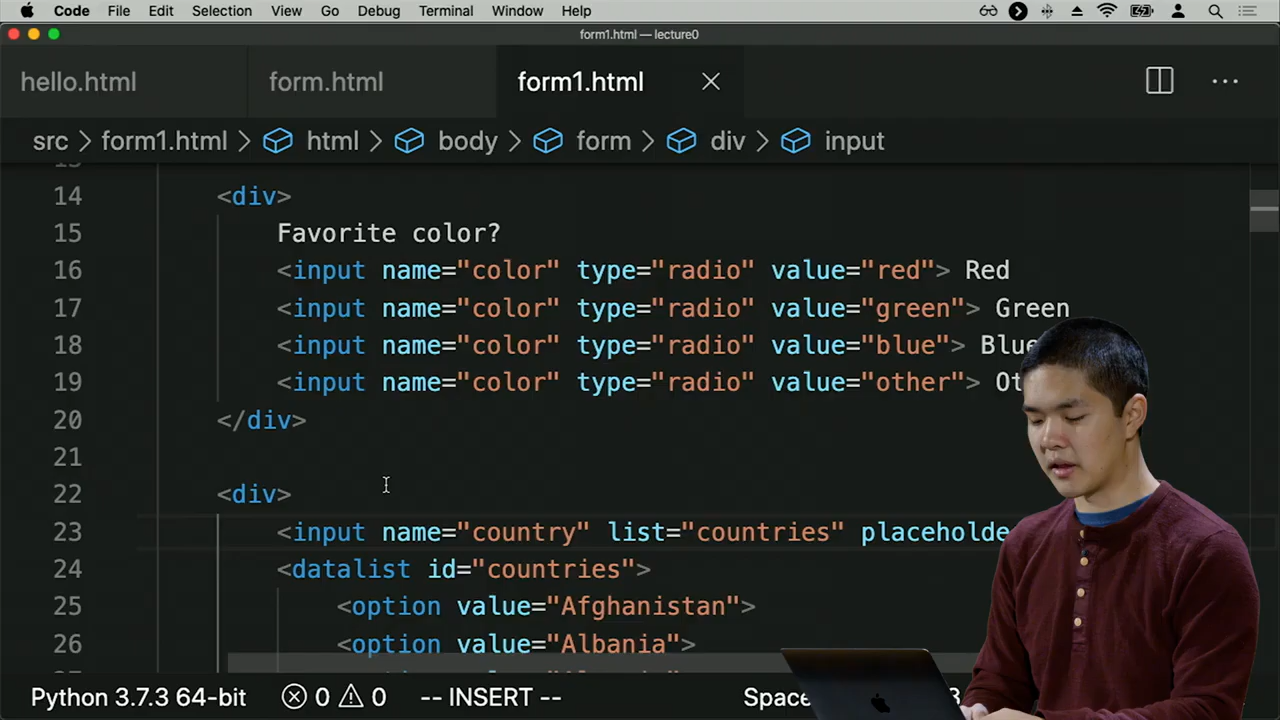 Code File Edit Selection View Go Debug Terminal Window Help
form1.html — lecture0
hello.html form.html form1.html
src > form1.html > html > body > form > div > input
14 <div>
15 Favorite color?
16 <input name="color" type="radio" value="red"> Red
17 <input name="color" type="radio" value="green"> Green
18 <input name="color" type="radio" value="blue"> Blue
19 <input name="color" type="radio" value="other">
20 </div>
21
22 <div>
23 <input name="country" list="countries"
24 <datalist id="countries">
25 <option value="Afghanistan">
26 <option value="Albania">
Python 3.7.3 64-bit 0 0 -- INSERT --